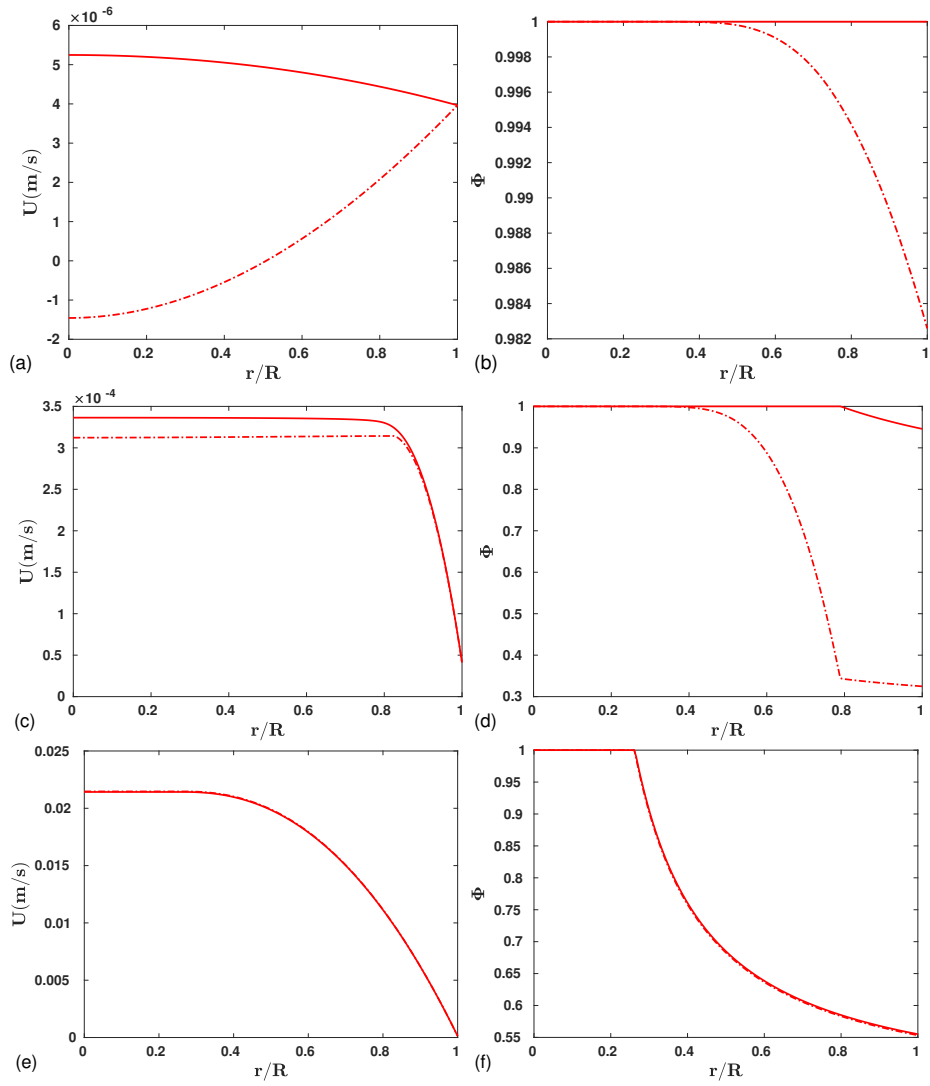 ×10 -6
6
5
4
3
2
1
0
-1
-2
U(m/s)
0 0.2 0.4 0.6 0.8 1
r/R
(a)
1
0.998
0.996
0.994
0.992
0.99
0.988
0.986
0.984
0.982
Φ
0 0.2 0.4 0.6 0.8 1
r/R
(b)
×10 -4
3.5
3
2.5
2
1.5
1
0.5
0
U(m/s)
0 0.2 0.4 0.6 0.8 1
r/R
(c)
1
0.9
0.8
0.7
0.6
0.5
0.4
0.3
Φ
0 0.2 0.4 0.6 0.8 1
r/R
(d)
0.025
0.02
0.015
0.01
0.005
0
U(m/s)
0 0.2 0.4 0.6 0.8 1
r/R
(e)
1
0.95
0.9
0.85
0.8
0.75
0.7
0.65
0.6
0.55
Φ
0 0.2 0.4 0.6 0.8 1
r/R
(f)